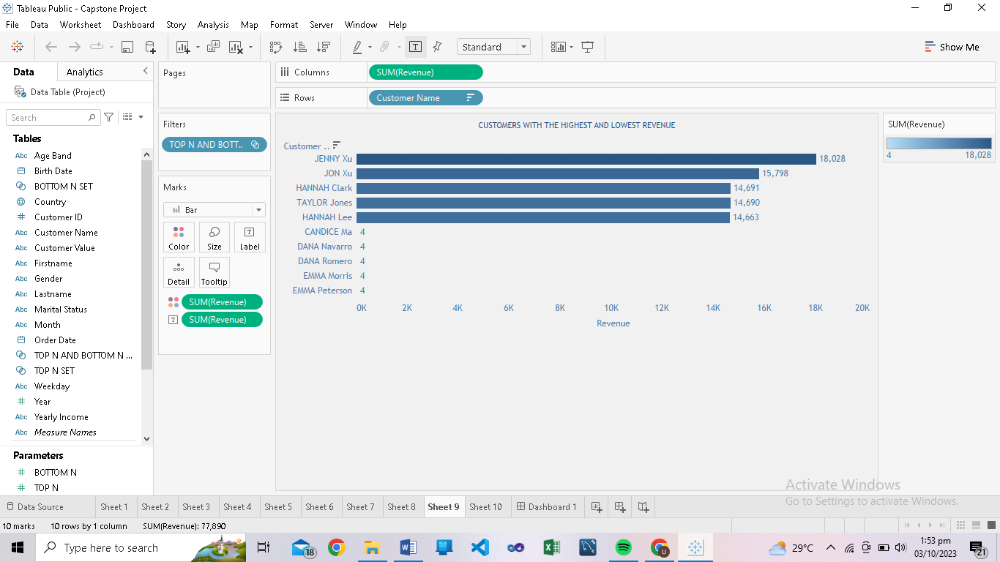 Tableau Public - Capstone Project
File Data Worksheet Dashboard Story Analysis Map Format Server Window Help
Standard
Show Me
Data Analytics
Data Table (Project)
Search
Tables
Abc Age Band
Birth Date
BOTTOM N SET
Country
# Customer ID
Abc Customer Name
Abc Customer Value
Abc Firstname
Abc Gender
Abc Lastname
Abc Marital Status
Abc Month
Order Date
TOP N AND BOTTOM N ...
TOP N SET
Abc Weekday
# Year
Abc Yearly Income
Abc Measure Names
Parameters
# BOTTOM N
# TOP N
Pages
Filters
TOP N AND BOTT..
Marks
Bar
Color Size Label
Detail Tooltip
SUM(Revenue)
SUM(Revenue)
Columns SUM(Revenue)
Rows Customer Name
CUSTOMERS WITH THE HIGHEST AND LOWEST REVENUE
Customer ..
JENNY Xu 18,028
JON Xu 15,798
HANNAH Clark 14,691
TAYLOR Jones 14,690
HANNAH Lee 14,663
CANDICE Ma 4
DANA Navarro 4
DANA Romero 4
EMMA Morris 4
EMMA Peterson 4
0K 2K 4K 6K 8K 10K 12K 14K 16K 18K 20K
Revenue
SUM(Revenue)
4 18,028
Activate Windows
Go to Settings to activate Windows.
Data Source Sheet 1 Sheet 2 Sheet 3 Sheet 4 Sheet 5 Sheet 6 Sheet 7 Sheet 8 Sheet 9 Sheet 10 Dashboard 1
10 marks 10 rows by 1 column SUM(Revenue): 77,890
Type here to search
18
U
29°C
1:53 pm
03/10/2023
21